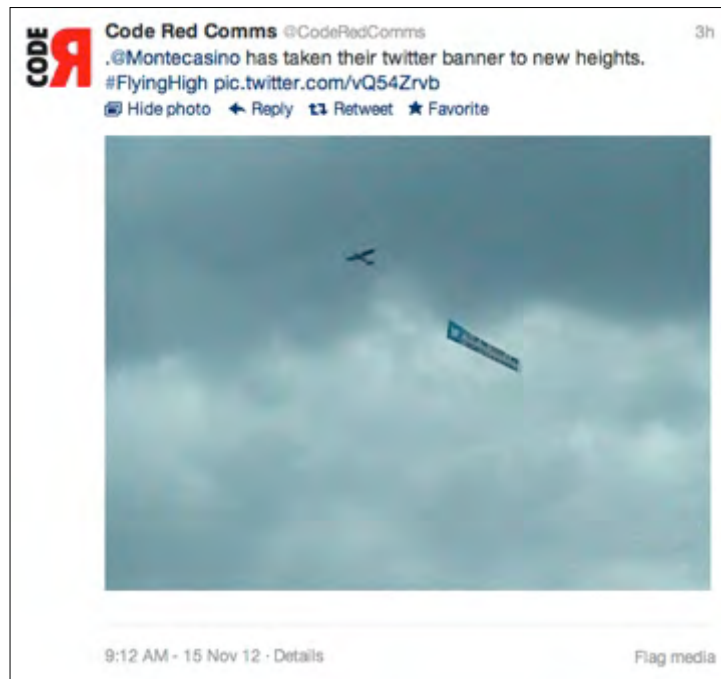 CODE R
Code Red Comms @CodeRedComms 3h
.@Montecasino has taken their twitter banner to new heights.
#FlyingHigh pic.twitter.com/vQ54Zrvb
Hide photo Reply Retweet Favorite
9:12 AM - 15 Nov 12 · Details Flag media